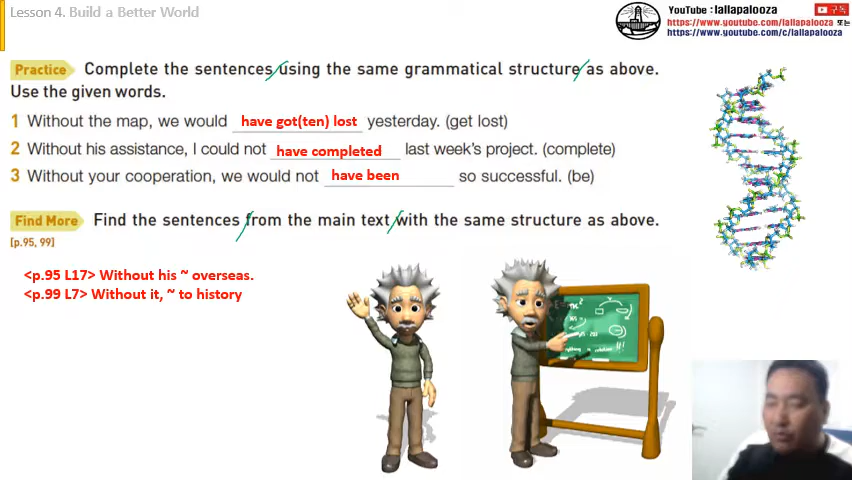 Lesson 4. Build a Better World
YouTube : lallapalooza 구독
https://www.youtube.com/lallapalooza 또는
https://www.youtube.com/c/lallapalooza
Practice Complete the sentences using the same grammatical structure as above.
Use the given words.
1 Without the map, we would have got(ten) lost yesterday. (get lost)
2 Without his assistance, I could not have completed last week's project. (complete)
3 Without your cooperation, we would not have been so successful. (be)
Find More Find the sentences from the main text with the same structure as above.
[p.95, 99]
<p.95 L17> Without his ~ overseas.
<p.99 L7> Without it, ~ to history